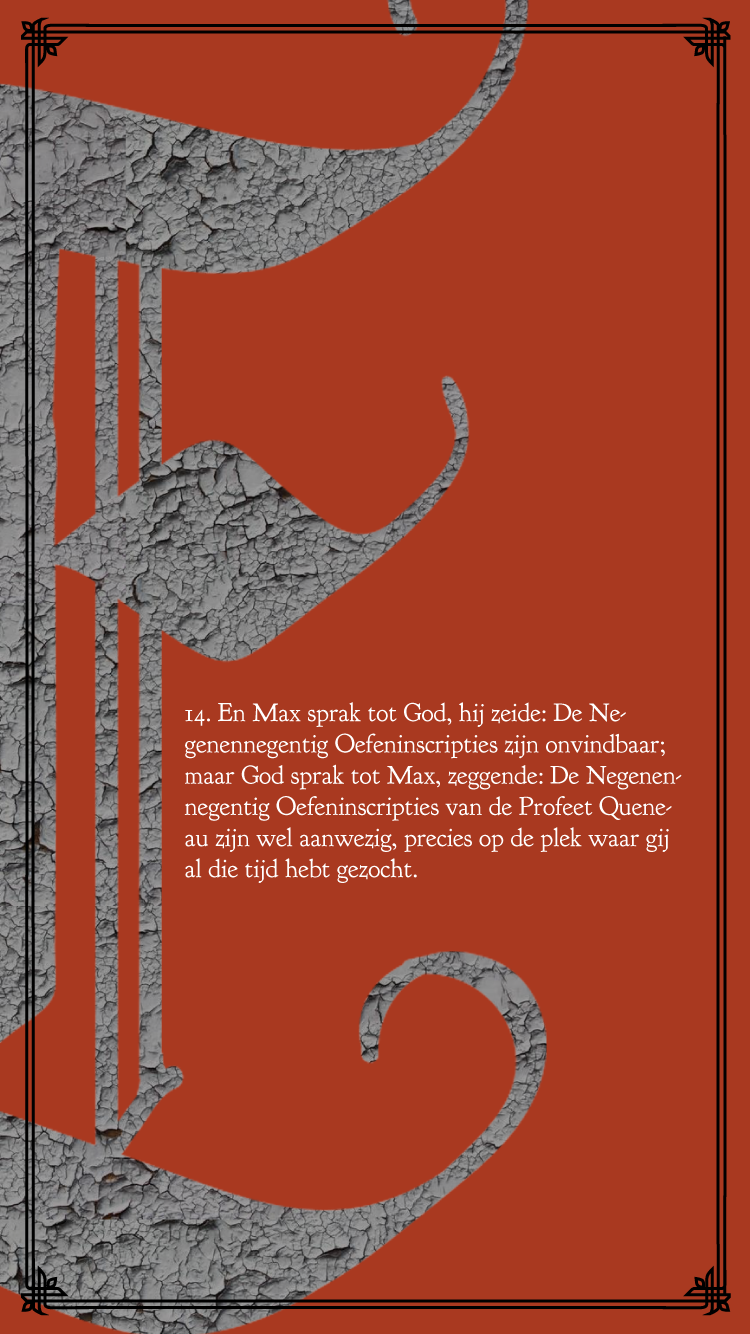 14. En Max sprak tot God, hij zeide: De Ne-
genennegentig Oefeninscripties zijn onvindbaar;
maar God sprak tot Max, zeggende: De Negenen-
negentig Oefeninscripties van de Profeet Quene-
au zijn wel aanwezig, precies op de plek waar gij
al die tijd hebt gezocht.